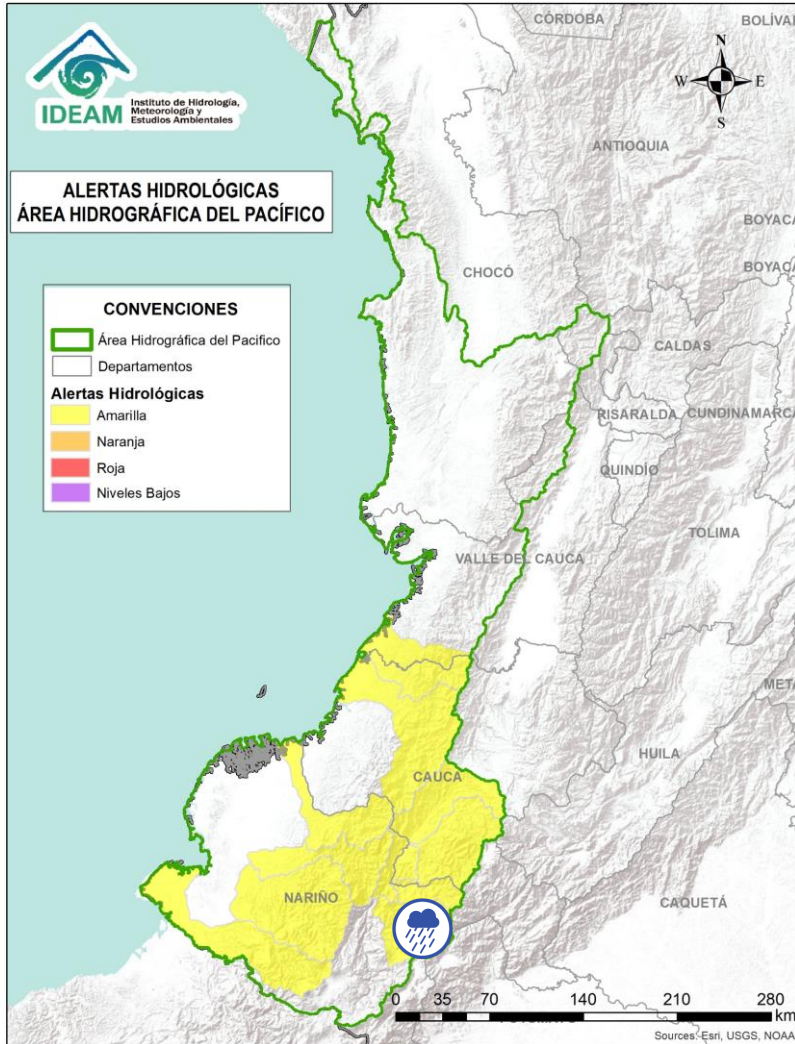 IDEAM
Instituto de Hidrología,
Meteorología y
Estudios Ambientales
ALERTAS HIDROLÓGICAS
ÁREA HIDROGRÁFICA DEL PACÍFICO
CONVENCIONES
Área Hidrográfica del Pacífico
Departamentos
Alertas Hidrológicas
Amarilla
Naranja
Roja
Niveles Bajos
N
W
E
S
CÓRDOBA
BOLÍVA
ANTIOQUIA
BOYACÁ
BOYACÁ
CHOCÓ
CALDAS
RISARALDA
CUNDINAMARCA
QUINDÍO
TOLIMA
VALLE DEL CAUCA
META
HUILA
CAUCA
NARIÑO
CAQUETÁ
0 35 70 140 210 280
km
Sources: Esri, USGS, NOAA